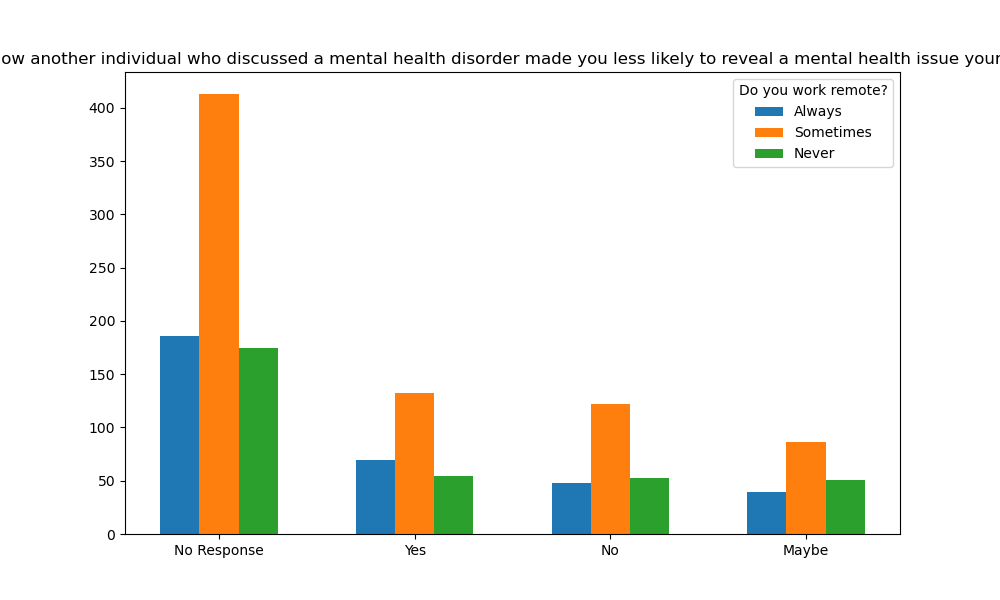 ow another individual who discussed a mental health disorder made you less likely to reveal a mental health issue your
Do you work remote?
Always
Sometimes
Never
400
350
300
250
200
150
100
50
0
No Response
Yes
No
Maybe